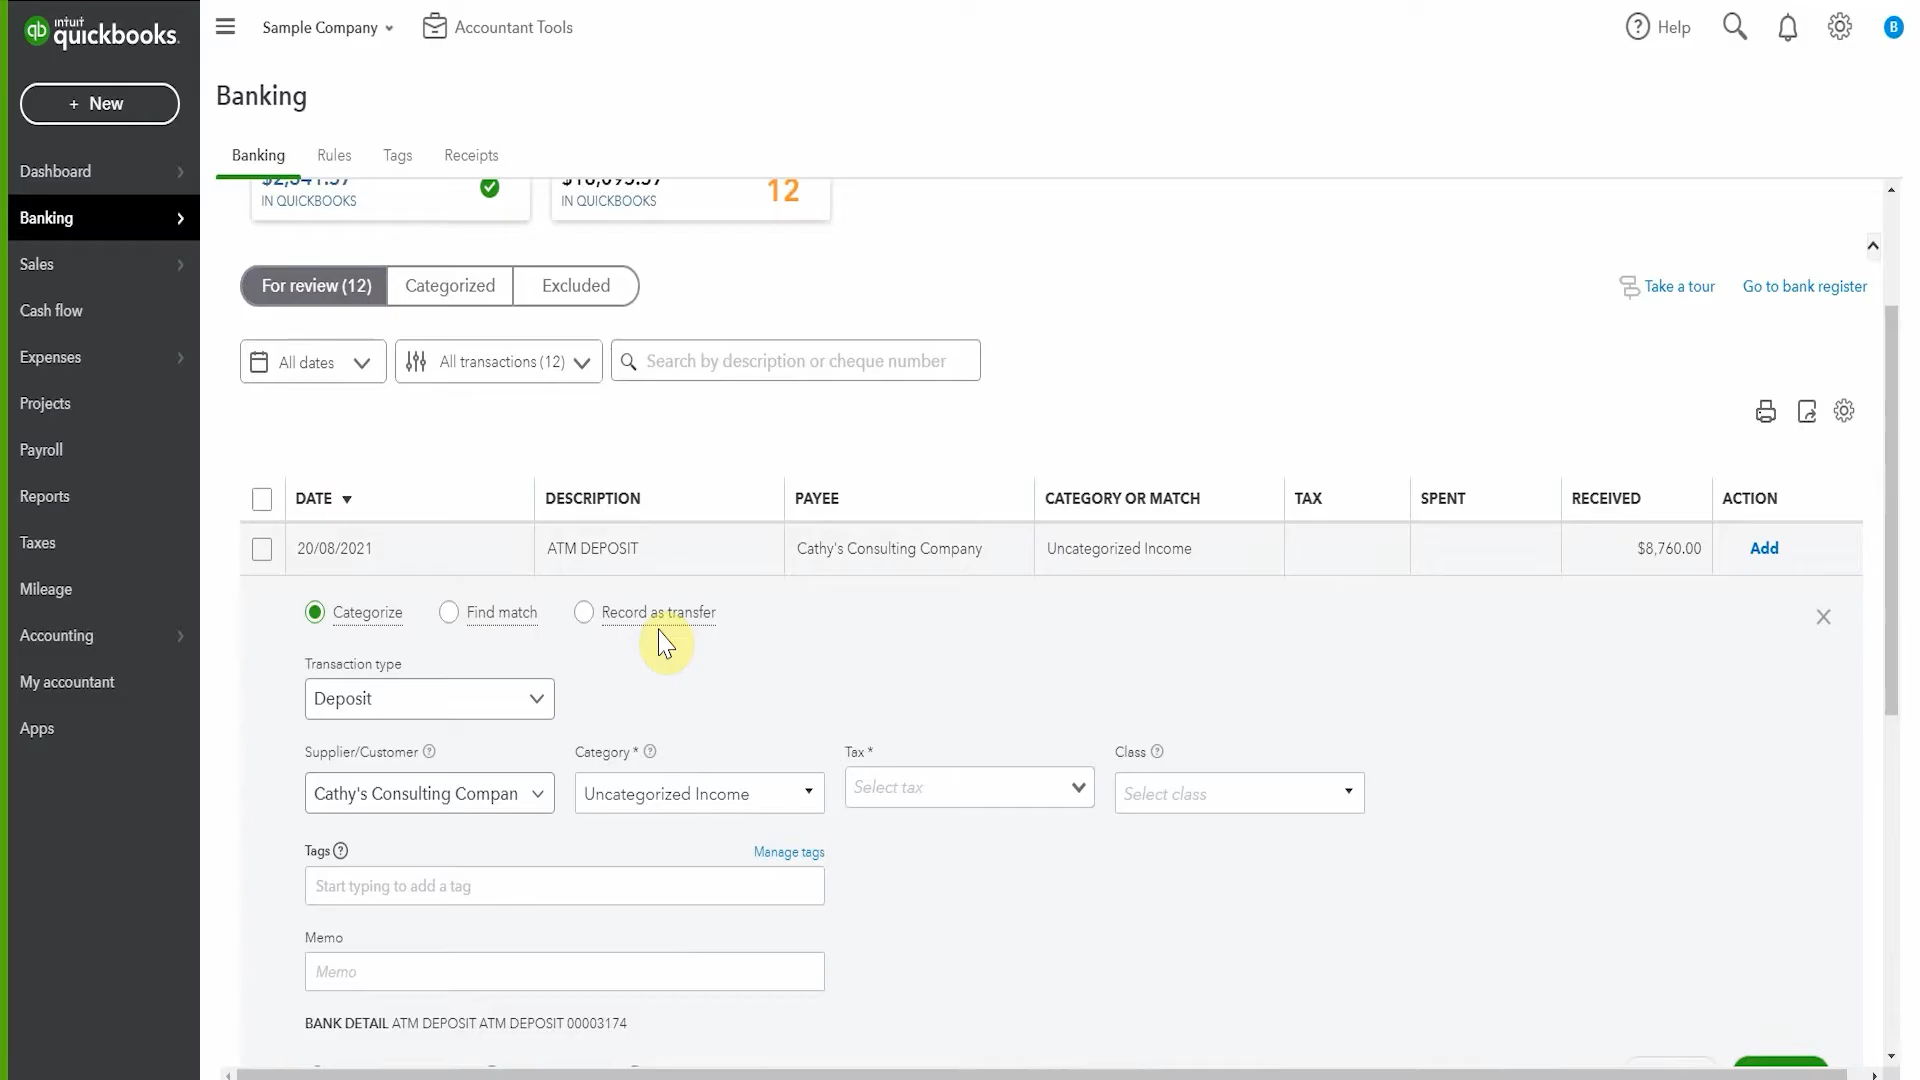 intuit
quickbooks.
Sample Company
Accountant Tools
Help
B
+ New
Banking
Banking
Rules
Tags
Receipts
Dashboard
Banking
Sales
Cash flow
Expenses
Projects
Payroll
Reports
Taxes
Mileage
Accounting
My accountant
Apps
IN QUICKBOOKS
IN QUICKBOOKS
12
For review (12)
Categorized
Excluded
Take a tour
Go to bank register
All dates
All transactions (12)
Search by description or cheque number
DATE
DESCRIPTION
PAYEE
CATEGORY OR MATCH
TAX
SPENT
RECEIVED
ACTION
20/08/2021
ATM DEPOSIT
Cathy's Consulting Company
Uncategorized Income
$8,760.00
Add
Categorize
Find match
Record as transfer
Transaction type
Deposit
Supplier/Customer
Category *
Tax *
Class
Cathy's Consulting Compan
Uncategorized Income
Select tax
Select class
Tags
Manage tags
Start typing to add a tag
Memo
Memo
BANK DETAIL ATM DEPOSIT ATM DEPOSIT 00003174